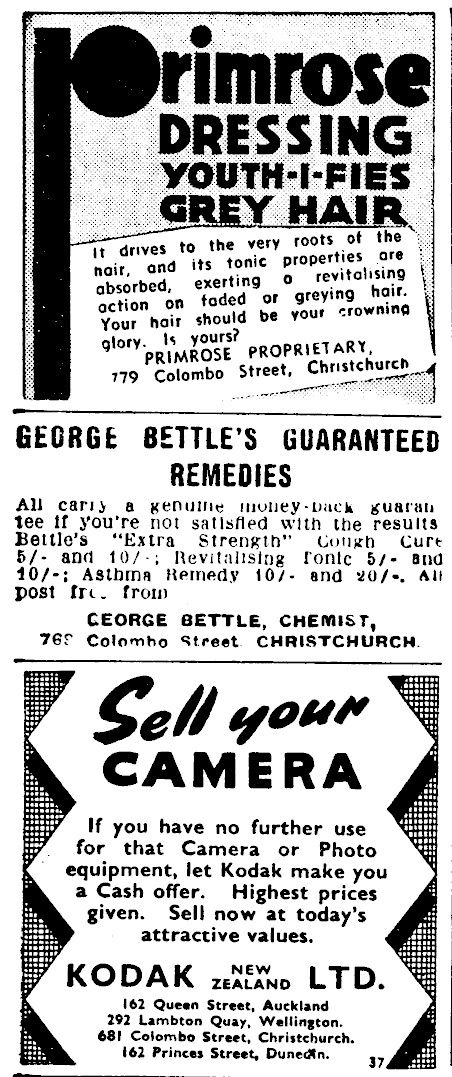 Primrose
DRESSING
YOUTH-I-FIES
GREY HAIR
It drives to the very roots of the
hair, and its tonic properties are
absorbed, exerting a revitalising
action on faded or greying hair.
Your hair should be your crowning
glory. Is yours?
PRIMROSE PROPRIETARY,
779 Colombo Street, Christchurch
GEORGE BETTLE'S GUARANTEED
REMEDIES
All carry a genuine money-back guaran
tee if you're not satisfied with the results
Bettle's "Extra Strength" Cough Cure
5/- and 10/-; Revitalising Tonic 5/- and
10/-; Asthma Remedy 10/- and 20/-. All
post free from
GEORGE BETTLE, CHEMIST,
Colombo Street, CHRISTCHURCH.
Sell your
CAMERA
If you have no further use
for that Camera or Photo
equipment, let Kodak make you
a Cash offer. Highest prices
given. Sell now at today's
attractive values.
KODAK NEW ZEALAND LTD.
162 Queen Street, Auckland
292 Lambton Quay, Wellington.
681 Colombo Street, Christchurch.
162 Princes Street, Dunedin.
37